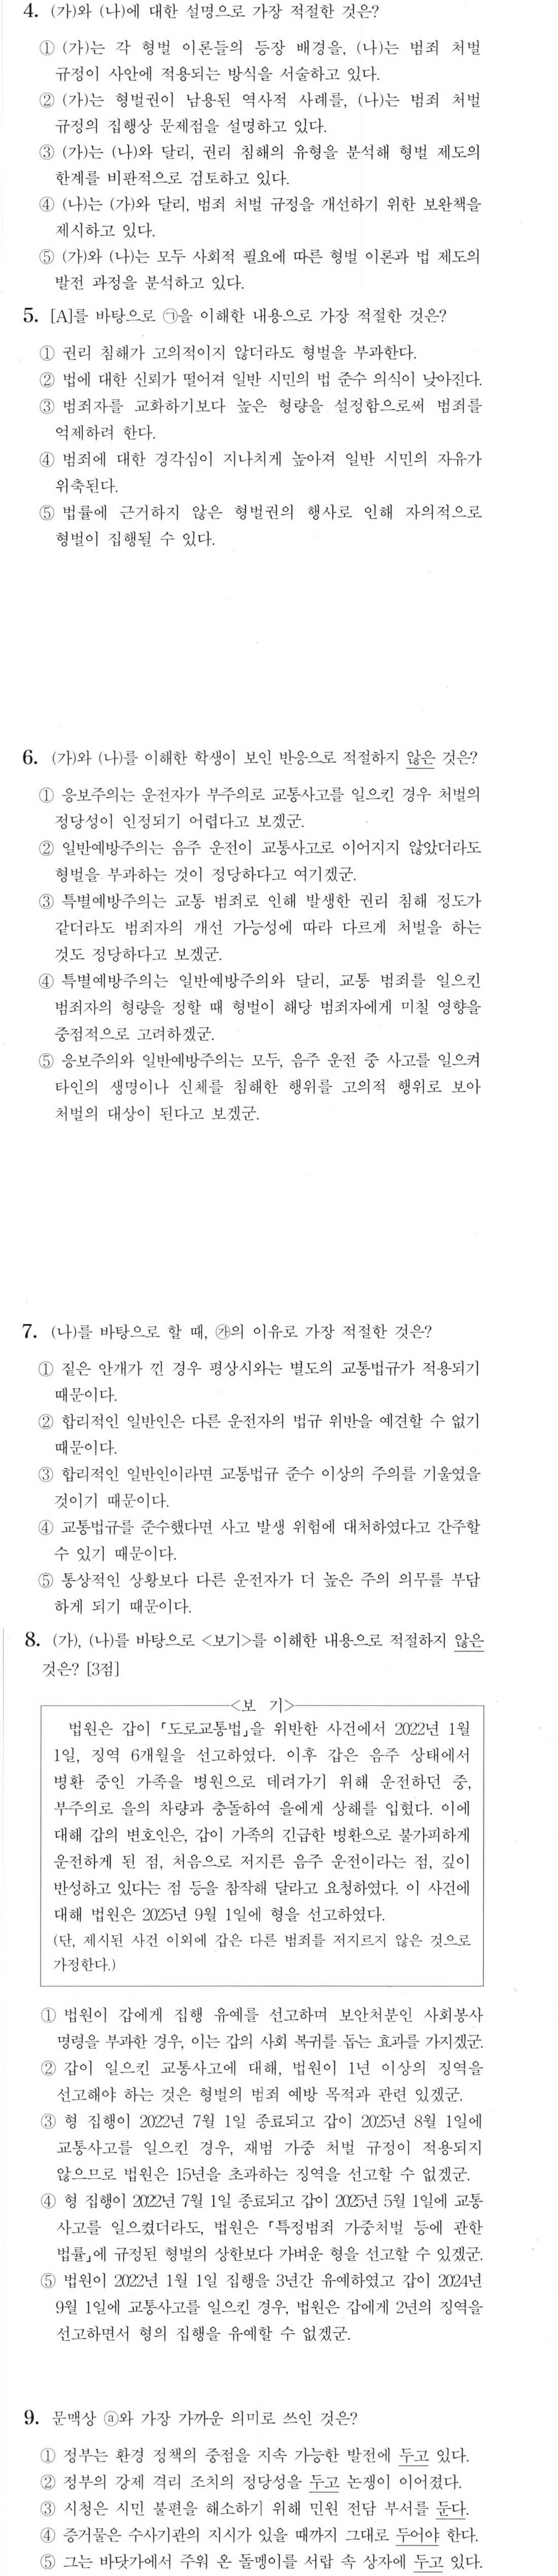 4. (가)와 (나)에 대한 설명으로 가장 적절한 것은?
① (가)는 각 형벌 이론들의 등장 배경을, (나)는 범죄 처벌
규정이 사안에 적용되는 방식을 서술하고 있다.
② (가)는 형벌권이 남용된 역사적 사례를, (나)는 범죄 처벌
규정의 집행상 문제점을 설명하고 있다.
③ (가)는 (나)와 달리, 권리 침해의 유형을 분석해 형벌 제도의
한계를 비판적으로 검토하고 있다.
④ (나)는 (가)와 달리, 범죄 처벌 규정을 개선하기 위한 보완책을
제시하고 있다.
⑤ (가)와 (나)는 모두 사회적 필요에 따른 형벌 이론과 법 제도의
발전 과정을 분석하고 있다.
5. [A]를 바탕으로 ㉠을 이해한 내용으로 가장 적절한 것은?
① 권리 침해가 고의적이지 않더라도 형벌을 부과한다.
② 법에 대한 신뢰가 떨어져 일반 시민의 법 준수 의식이 낮아진다.
③ 범죄자를 교화하기보다 높은 형량을 설정함으로써 범죄를
억제하려 한다.
④ 범죄에 대한 경각심이 지나치게 높아져 일반 시민의 자유가
위축된다.
⑤ 법률에 근거하지 않은 형벌권의 행사로 인해 자의적으로
형벌이 집행될 수 있다.
6. (가)와 (나)를 이해한 학생이 보인 반응으로 적절하지 않은 것은?
① 응보주의는 운전자가 부주의로 교통사고를 일으킨 경우 처벌의
정당성이 인정되기 어렵다고 보겠군.
② 일반예방주의는 음주 운전이 교통사고로 이어지지 않았더라도
형벌을 부과하는 것이 정당하다고 여기겠군.
③ 특별예방주의는 교통 범죄로 인해 발생한 권리 침해 정도가
같더라도 범죄자의 개선 가능성에 따라 다르게 처벌을 하는
것도 정당하다고 보겠군.
④ 특별예방주의는 일반예방주의와 달리, 교통 범죄를 일으킨
범죄자의 형량을 정할 때 형벌이 해당 범죄자에게 미칠 영향을
중점적으로 고려하겠군.
⑤ 응보주의와 일반예방주의는 모두, 음주 운전 중 사고를 일으켜
타인의 생명이나 신체를 침해한 행위를 고의적 행위로 보아
처벌의 대상이 된다고 보겠군.
7. (나)를 바탕으로 할 때, ㉮의 이유로 가장 적절한 것은?
① 짙은 안개가 낀 경우 평상시와는 별도의 교통법규가 적용되기
때문이다.
② 합리적인 일반인은 다른 운전자의 법규 위반을 예견할 수 없기
때문이다.
③ 합리적인 일반인이라면 교통법규 준수 이상의 주의를 기울였을
것이기 때문이다.
④ 교통법규를 준수했다면 사고 발생 위험에 대처하였다고 간주할
수 있기 때문이다.
⑤ 통상적인 상황보다 다른 운전자가 더 높은 주의 의무를 부담
하게 되기 때문이다.
8. (가), (나)를 바탕으로 <보기>를 이해한 내용으로 적절하지 않은
것은? [3점]
<보 기>
법원은 갑이 「도로교통법」을 위반한 사건에서 2022년 1월
1일, 징역 6개월을 선고하였다. 이후 갑은 음주 상태에서
병환 중인 가족을 병원으로 데려가기 위해 운전하던 중,
부주의로 을의 차량과 충돌하여 을에게 상해를 입혔다. 이에
대해 갑의 변호인은, 갑이 가족의 긴급한 병환으로 불가피하게
운전하게 된 점, 처음으로 저지른 음주 운전이라는 점, 깊이
반성하고 있다는 점 등을 참작해 달라고 요청하였다. 이 사건에
대해 법원은 2025년 9월 1일에 형을 선고하였다.
(단, 제시된 사건 이외에 갑은 다른 범죄를 저지르지 않은 것으로
가정한다.)
① 법원이 갑에게 집행 유예를 선고하며 보안처분인 사회봉사
명령을 부과한 경우, 이는 갑의 사회 복귀를 돕는 효과를 가지겠군.
② 갑이 일으킨 교통사고에 대해, 법원이 1년 이상의 징역을
선고해야 하는 것은 형벌의 범죄 예방 목적과 관련 있겠군.
③ 형 집행이 2022년 7월 1일 종료되고 갑이 2025년 8월 1일에
교통사고를 일으킨 경우, 재범 가중 처벌 규정이 적용되지
않으므로 법원은 15년을 초과하는 징역을 선고할 수 없겠군.
④ 형 집행이 2022년 7월 1일 종료되고 갑이 2025년 5월 1일에 교통
사고를 일으켰더라도, 법원은 「특정범죄 가중처벌 등에 관한
법률」에 규정된 형벌의 상한보다 가벼운 형을 선고할 수 있겠군.
⑤ 법원이 2022년 1월 1일 집행을 3년간 유예하였고 갑이 2024년
9월 1일에 교통사고를 일으킨 경우, 법원은 갑에게 2년의 징역을
선고하면서 형의 집행을 유예할 수 없겠군.
9. 문맥상 ⓐ와 가장 가까운 의미로 쓰인 것은?
① 정부는 환경 정책의 중점을 지속 가능한 발전에 두고 있다.
② 정부의 강제 격리 조치의 정당성을 두고 논쟁이 이어졌다.
③ 시청은 시민 불편을 해소하기 위해 민원 전담 부서를 둔다.
④ 증거물은 수사기관의 지시가 있을 때까지 그대로 두어야 한다.
⑤ 그는 바닷가에서 주워 온 돌멩이를 서랍 속 상자에 두고 있다.